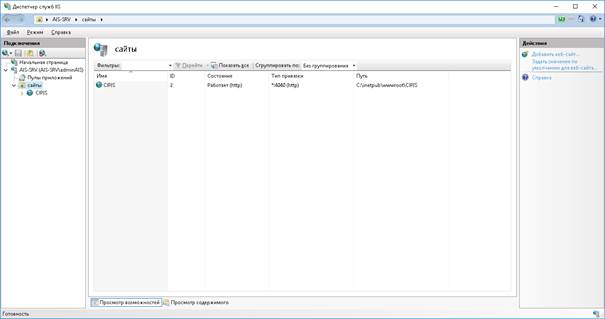 Диспетчер служб IIS
AIS-SRV
сайты
Файл Режим Справка
Подключения
Начальная страница
AIS-SRV (AIS-SRV\adminAIS)
Пулы приложений
сайты
CIRIS
сайты
Фильтры: Перейти Показать все Сгруппировать по: Без группирования
Имя ID Состояние Тип привязки Путь
CIRIS 2 Работает (http) *:4040 (http) C:\inetpub\wwwroot\CIRIS
Просмотр возможностей Просмотр содержимого
Действия
Добавить веб-сайт...
Задать значения по
умолчанию для веб-сайта...
Справка
Готовность